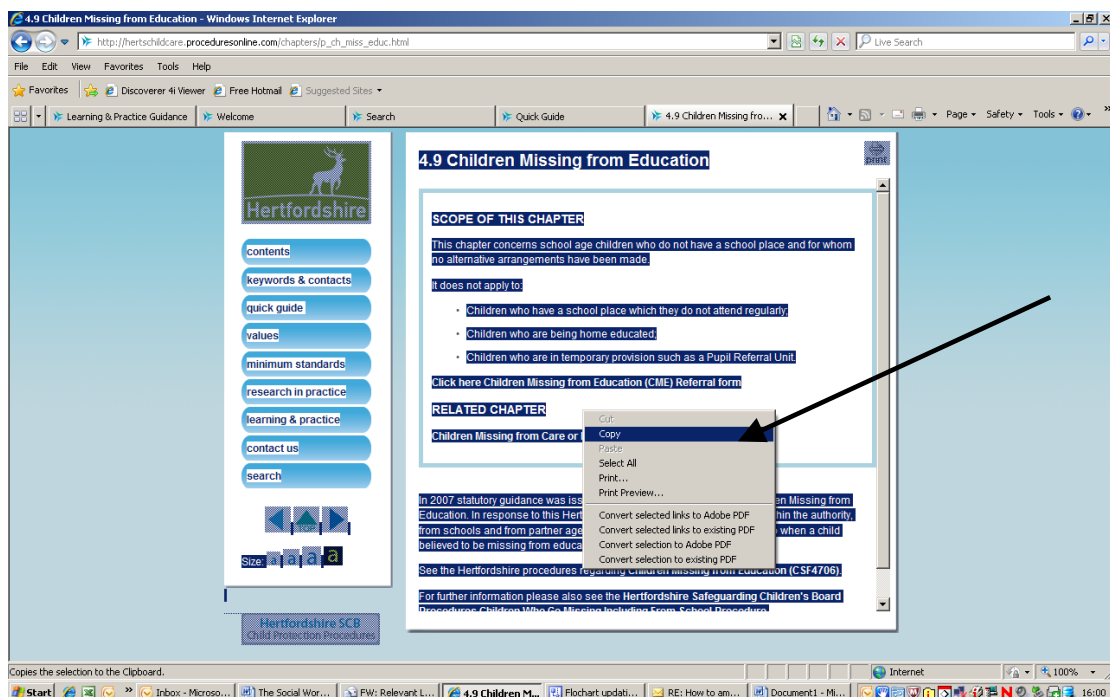 4.9 Children Missing from Education - Windows Internet Explorer
http://hertschildcare.proceduresonline.com/chapters/p_ch_miss_educ.html
Live Search
File Edit View Favorites Tools Help
Favorites Discoverer 4i Viewer Free Hotmail Suggested Sites
Learning & Practice Guidance Welcome Search Quick Guide 4.9 Children Missing fro... Page Safety Tools
Hertfordshire
contents
keywords & contacts
quick guide
values
minimum standards
research in practice
learning & practice
contact us
search
TOP
Size: a a a a
Hertfordshire SCB
Child Protection Procedures
4.9 Children Missing from Education
print
SCOPE OF THIS CHAPTER
This chapter concerns school age children who do not have a school place and for whom
no alternative arrangements have been made.
It does not apply to:
• Children who have a school place which they do not attend regularly;
• Children who are being home educated;
• Children who are in temporary provision such as a Pupil Referral Unit.
Click here Children Missing from Education (CME) Referral form
RELATED CHAPTER
Children Missing from Care or
Cut
Copy
Paste
Select All
Print...
Print Preview...
Convert selected links to Adobe PDF
Convert selected links to existing PDF
Convert selection to Adobe PDF
Convert selection to existing PDF
In 2007 statutory guidance was iss en Missing from
Education. In response to this Hert hin the authority,
from schools and from partner age when a child
believed to be missing from educa
See the Hertfordshire procedures regarding Children Missing from Education (CSF4706).
For further information please also see the Hertfordshire Safeguarding Children's Board
Procedures Children Who Go Missing Including From School Procedure.
Copies the selection to the Clipboard.
Internet 100%
Start Inbox - Microso... The Social Wor... FW: Relevant L... 4.9 Children M... Flochart updati... RE: How to am... Document1 - Mi... 16:00